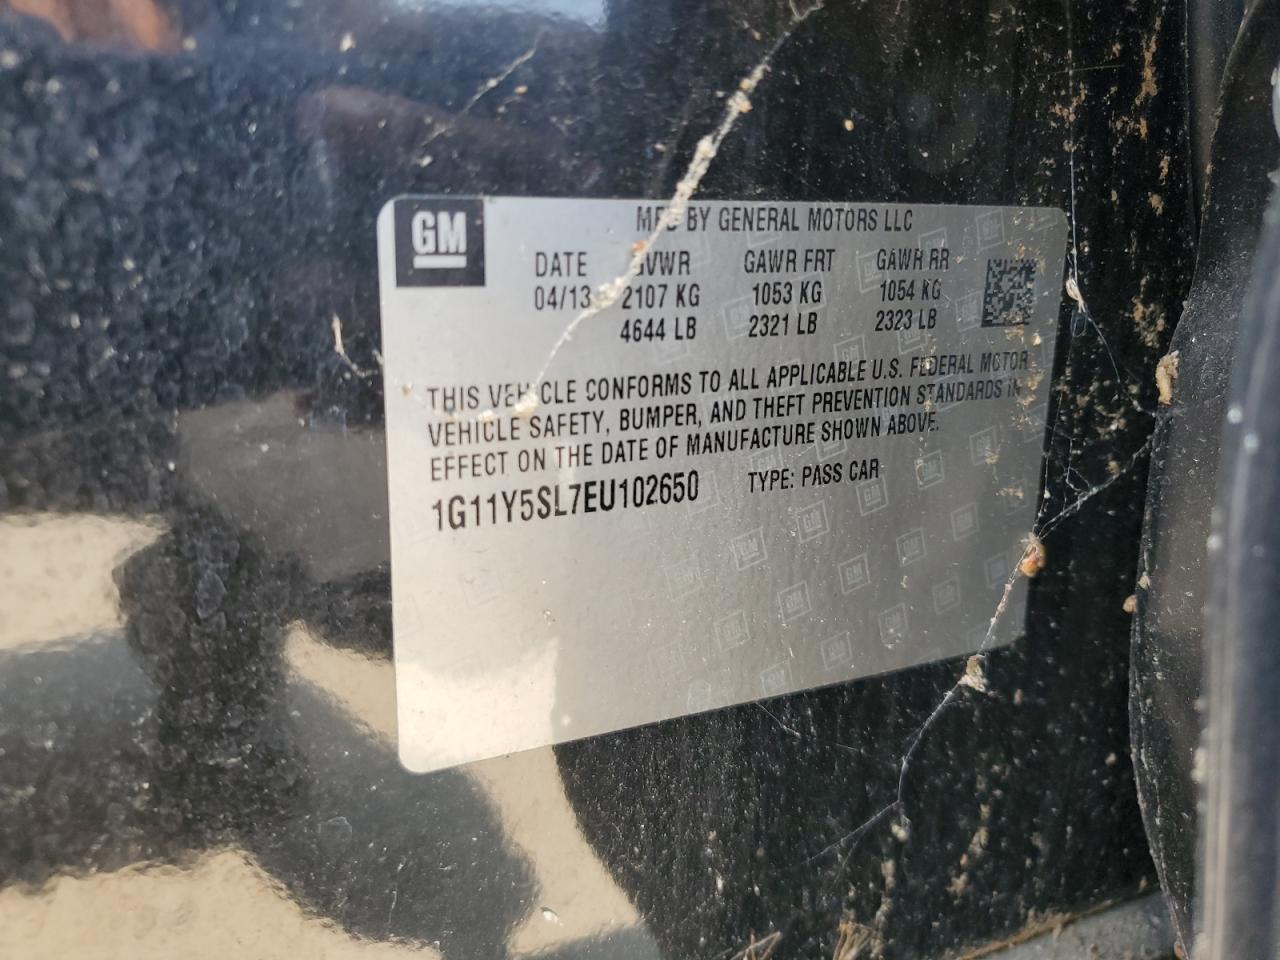 GM
MFD BY GENERAL MOTORS LLC
DATE GVWR GAWR FRT GAWR RR
04/13 2107 KG 1053 KG 1054 KG
4644 LB 2321 LB 2323 LB
THIS VEHICLE CONFORMS TO ALL APPLICABLE U.S. FEDERAL MOTOR
VEHICLE SAFETY, BUMPER, AND THEFT PREVENTION STANDARDS IN
EFFECT ON THE DATE OF MANUFACTURE SHOWN ABOVE.
1G11Y5SL7EU102650 TYPE: PASS CAR